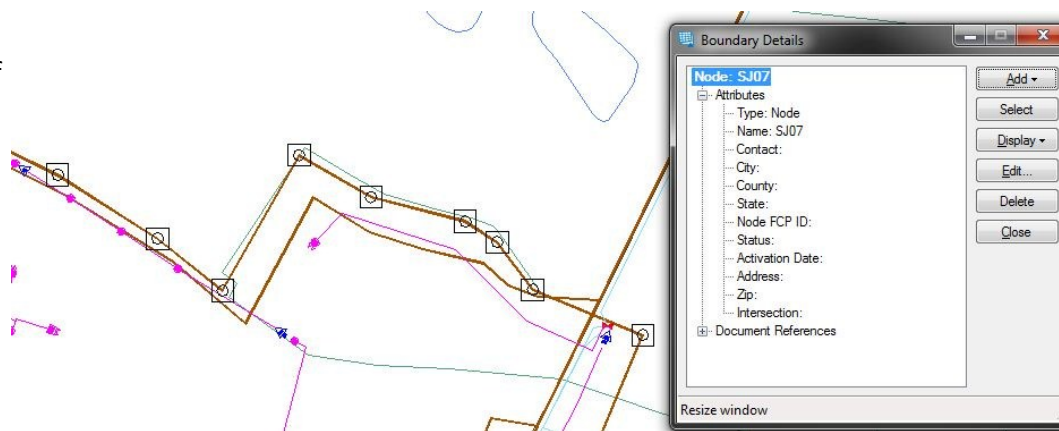 Boundary Details
Node: SJ07
Attributes
Type: Node
Name: SJ07
Contact:
City:
County:
State:
Node FCP ID:
Status:
Activation Date:
Address:
Zip:
Intersection:
Document References
Add
Select
Display
Edit...
Delete
Close
Resize window